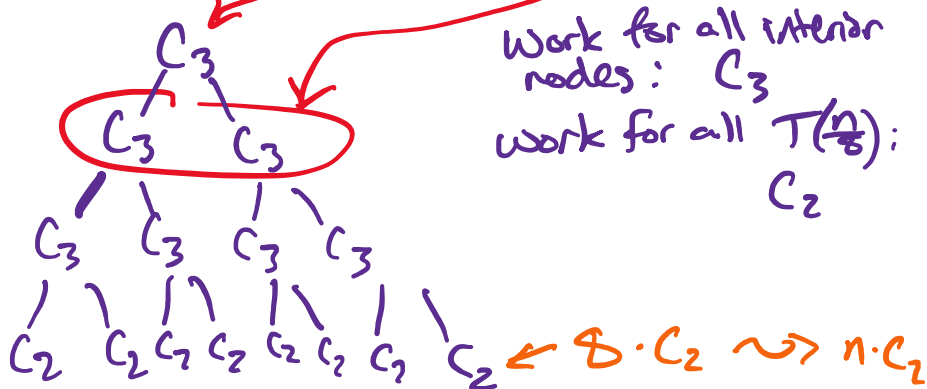 C₃
Work for all interior
nodes: C₃
C₃ C₃
work for all T(n/8):
C₂
C₃ C₃ C₃ C₃
C₂ C₂ C₂ C₂ C₂ C₂ C₂ C₂ ← 8 · C₂ ⤳ n · C₂